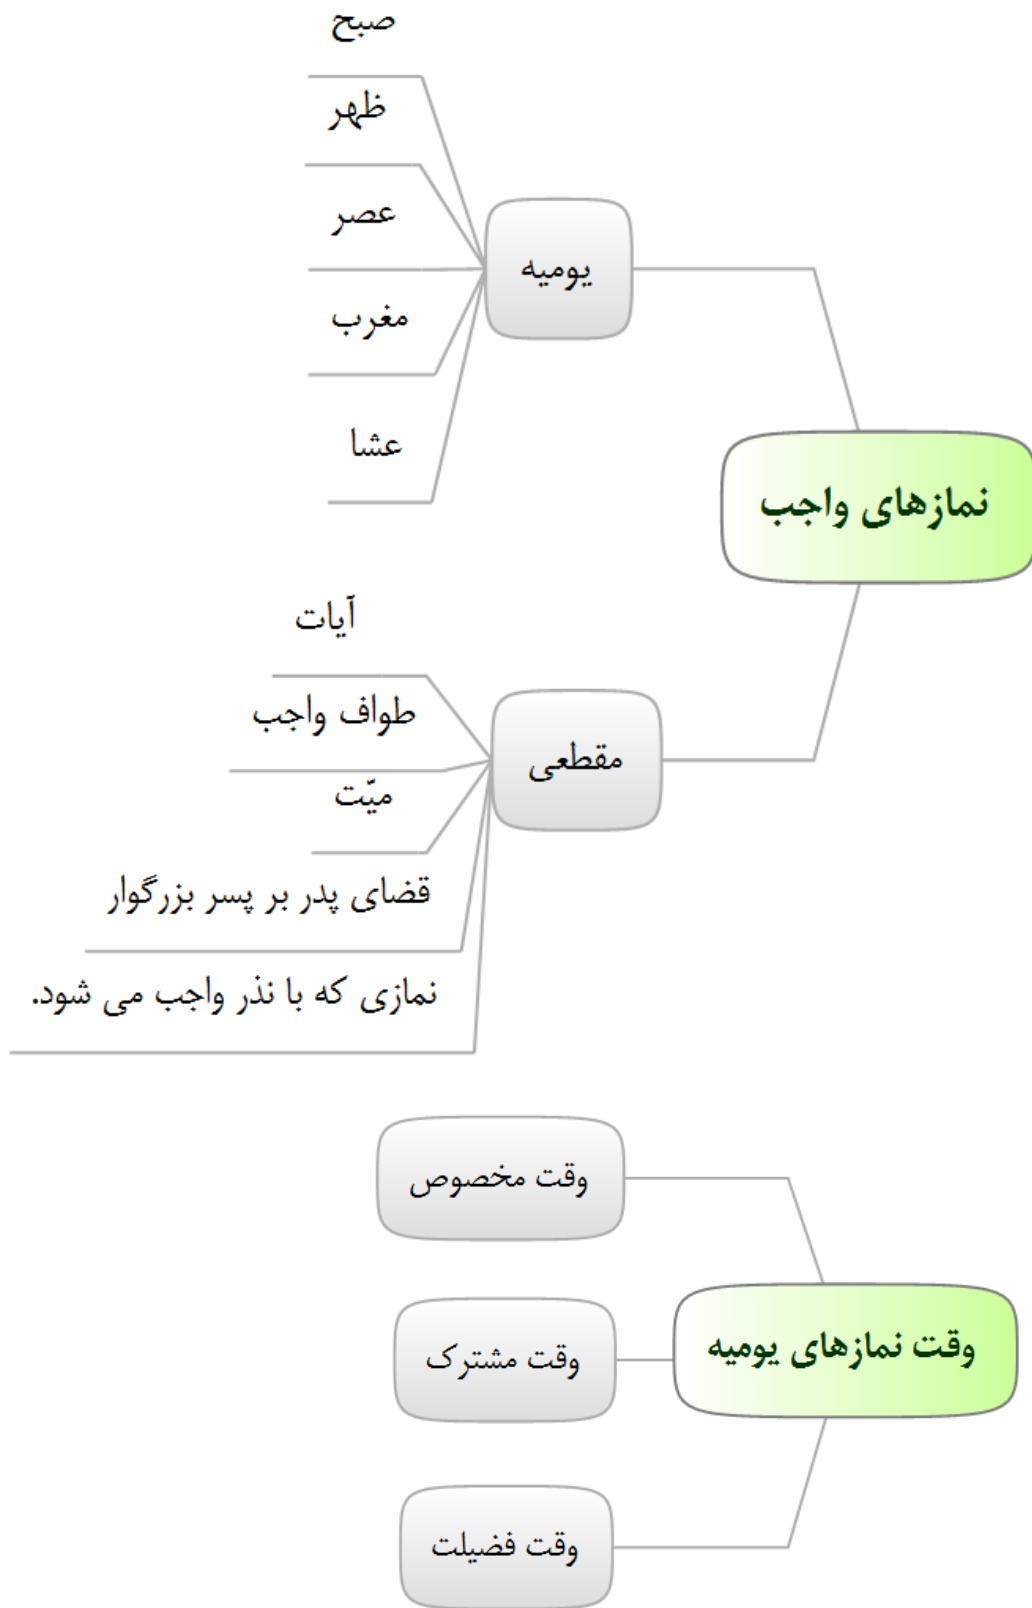 نمازهای واجب
یومیه
صبح
ظهر
عصر
مغرب
عشا
مقطعی
آیات
طواف واجب
میّت
قضای پدر بر پسر بزرگوار
نمازی که با نذر واجب می شود.
وقت نمازهای یومیه
وقت مخصوص
وقت مشترک
وقت فضیلت